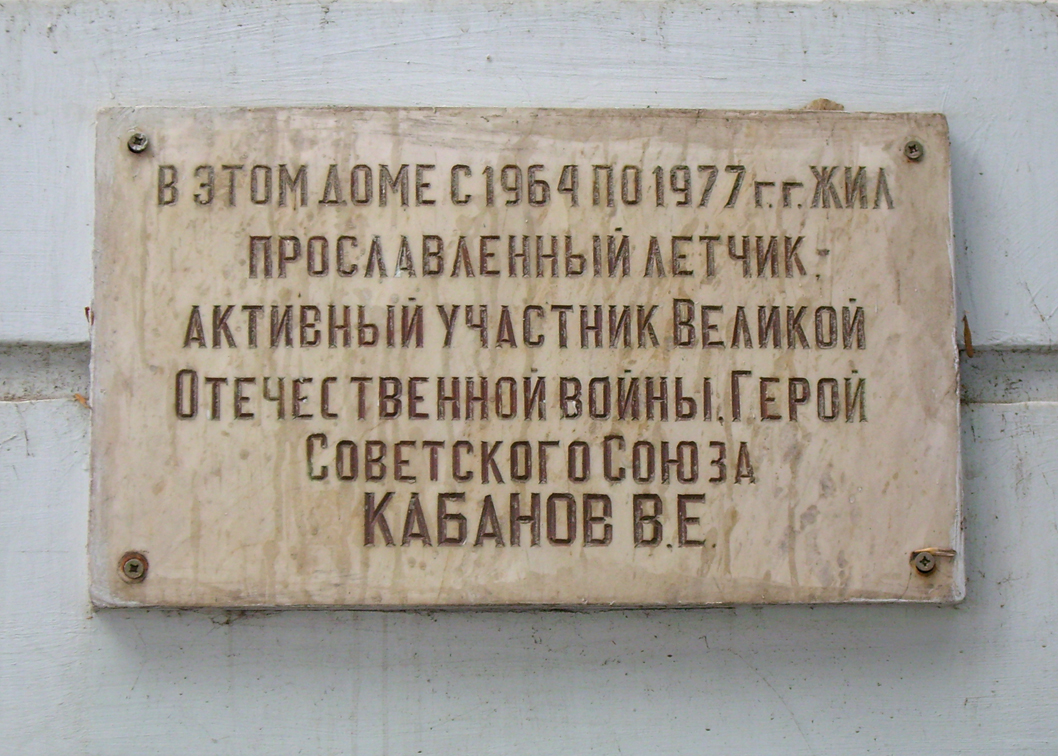 В ЭТОМ ДОМЕ С 1964 ПО 1977 г.г. ЖИЛ
ПРОСЛАВЛЕННЫЙ ЛЕТЧИК,
АКТИВНЫЙ УЧАСТНИК ВЕЛИКОЙ
ОТЕЧЕСТВЕННОЙ ВОЙНЫ, ГЕРОЙ
СОВЕТСКОГО СОЮЗА
КАБАНОВ В.Е.